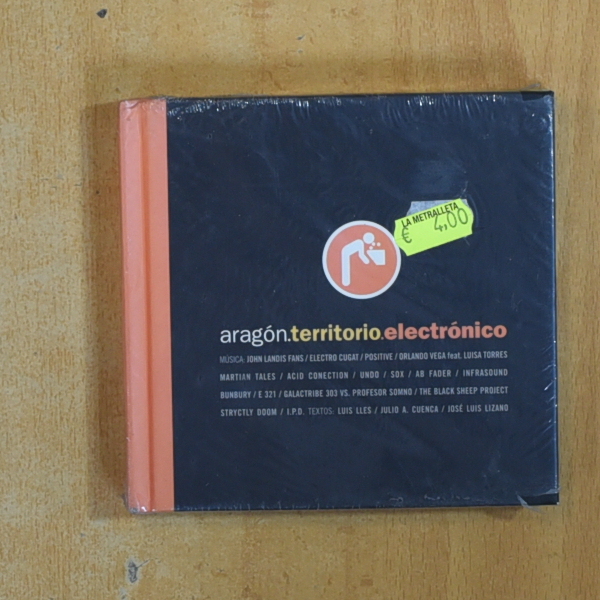 LA METRALLETA
€ 4,00
aragón.territorio.electrónico
MÚSICA: JOHN LANDIS FANS / ELECTRO CUGAT / POSITIVE / ORLANDO VEGA feat. LUISA TORRES
MARTIAN TALES / ACID CONECTION / UNDO / SOX / AB FADER / INFRASOUND
BUNBURY / E 321 / GALACTRIBE 303 VS. PROFESOR SOMNO / THE BLACK SHEEP PROJECT
STRYCTLY DOOM / I.P.D. TEXTOS: LUIS LLES / JULIO A. CUENCA / JOSÉ LUIS LIZANO